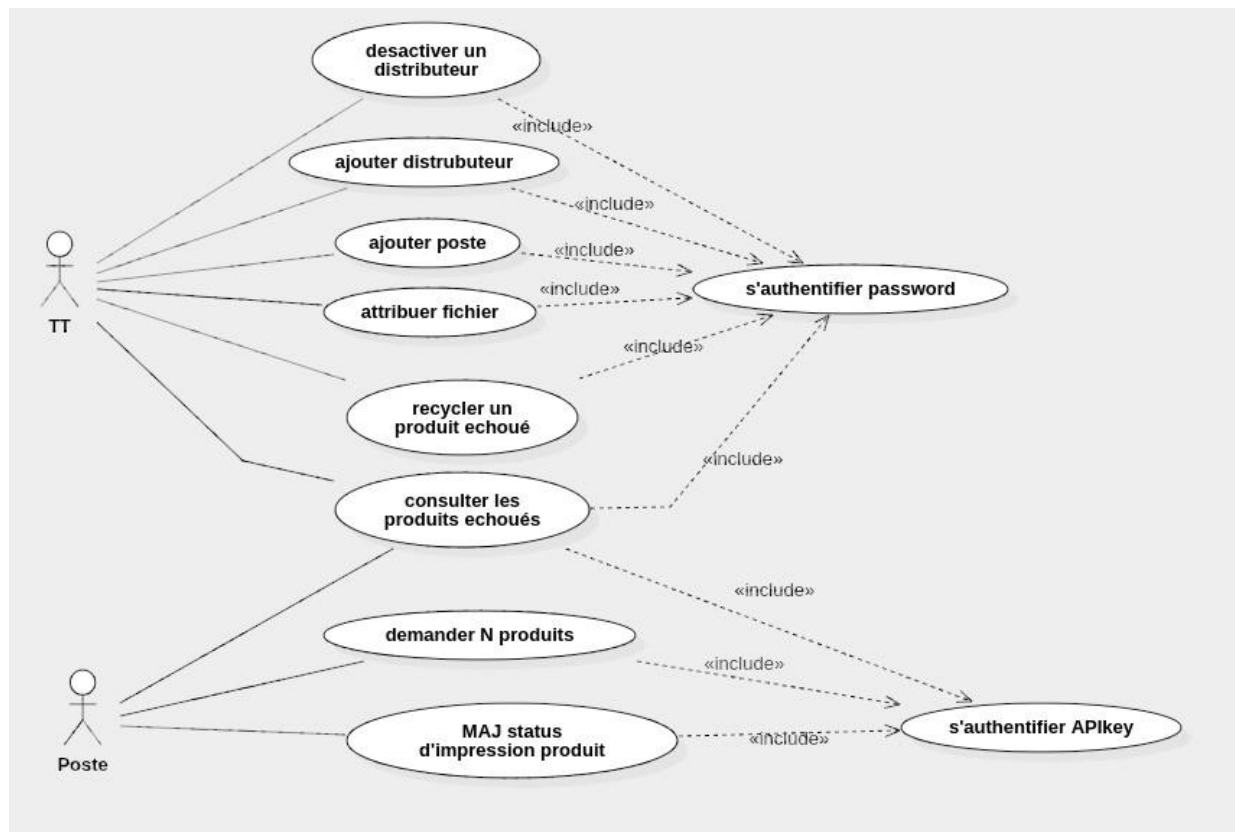 desactiver un
distributeur
«include»
ajouter distrubuteur
«include»
ajouter poste
«include»
s'authentifier password
attribuer fichier
«include»
TT
«include»
recycler un
produit echoué
«include»
consulter les
produits echoués
«include»
demander N produits
«include»
MAJ status
d'impression produit
«include»
s'authentifier APIkey
Poste